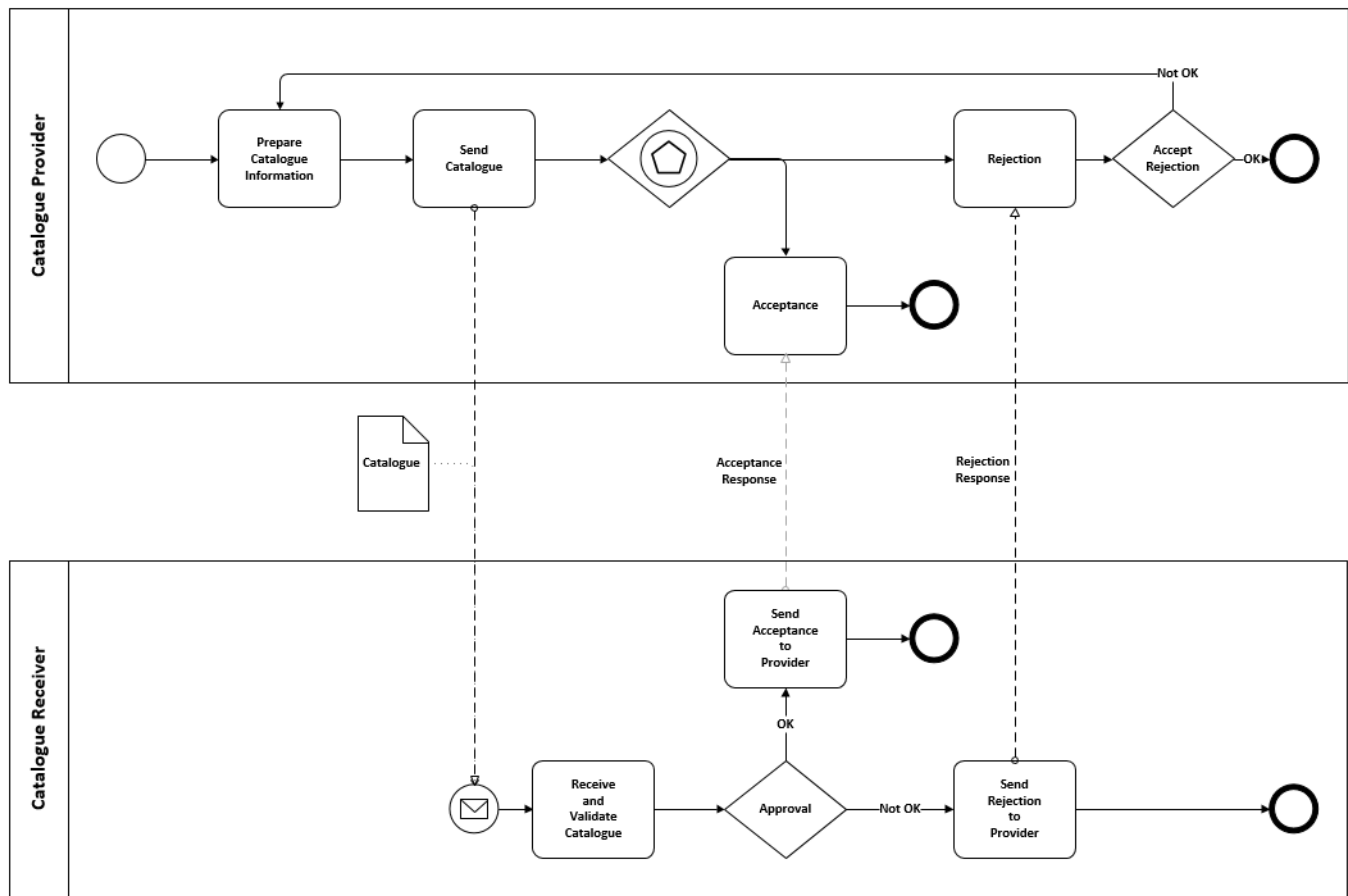 Catalogue Provider
Not OK
Prepare
Catalogue
Information
Send
Catalogue
Rejection
Accept
Rejection
OK
Acceptance
Catalogue
Acceptance
Response
Rejection
Response
Catalogue Receiver
Send
Acceptance
to
Provider
OK
Receive
and
Validate
Catalogue
Approval
Not OK
Send
Rejection
to
Provider